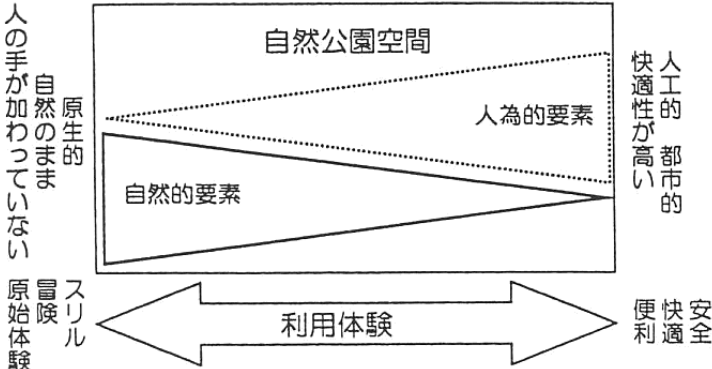 自然公園空間
人為的要素
自然的要素
原生的
自然のまま
人の手が加わっていない
人工的 都市的
快適性が高い
スリル
冒険
原始体験
利用体験
安全
快適
便利